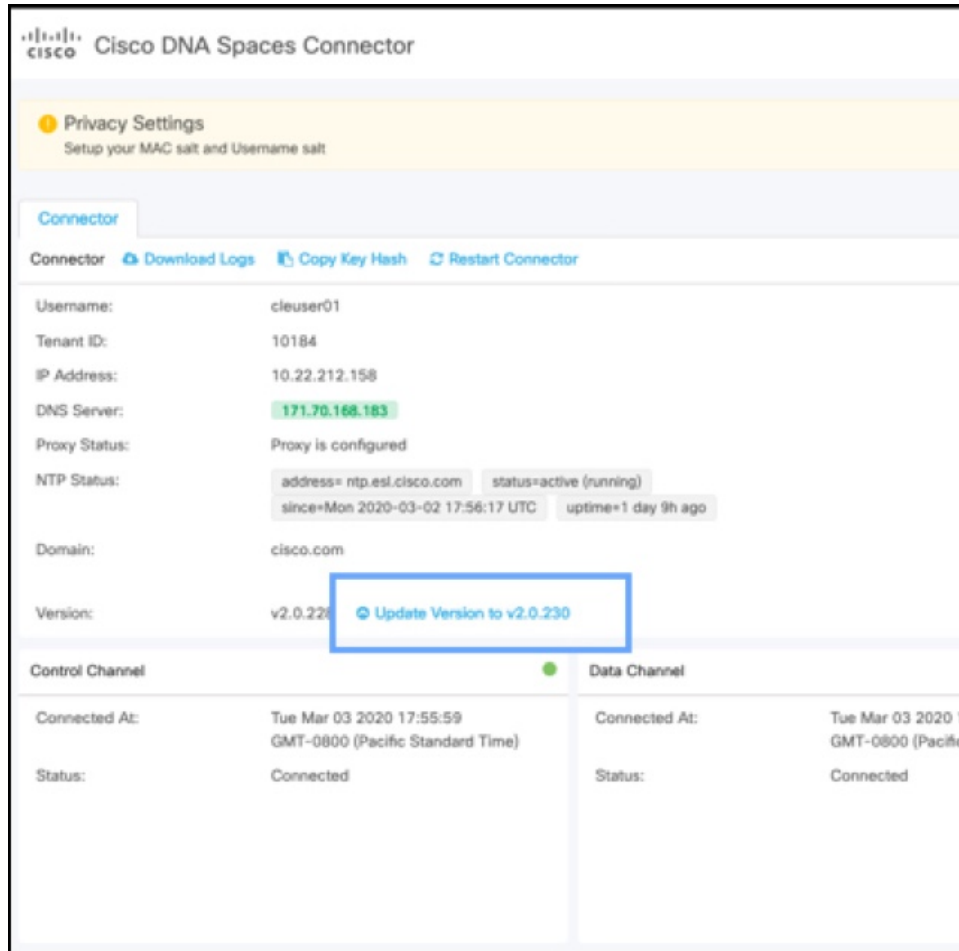 CISCO Cisco DNA Spaces Connector
Privacy Settings
Setup your MAC salt and Username salt
Connector
Connector Download Logs Copy Key Hash Restart Connector
Username: cleuser01
Tenant ID: 10184
IP Address: 10.22.212.158
DNS Server: 171.70.168.183
Proxy Status: Proxy is configured
NTP Status: address= ntp.esl.cisco.com status=active (running)
since=Mon 2020-03-02 17:56:17 UTC uptime=1 day 9h ago
Domain: cisco.com
Version: v2.0.228 Update Version to v2.0.230
Control Channel
Connected At: Tue Mar 03 2020 17:55:59
GMT-0800 (Pacific Standard Time)
Status: Connected
Data Channel
Connected At: Tue Mar 03 2020
GMT-0800
Status: Connected